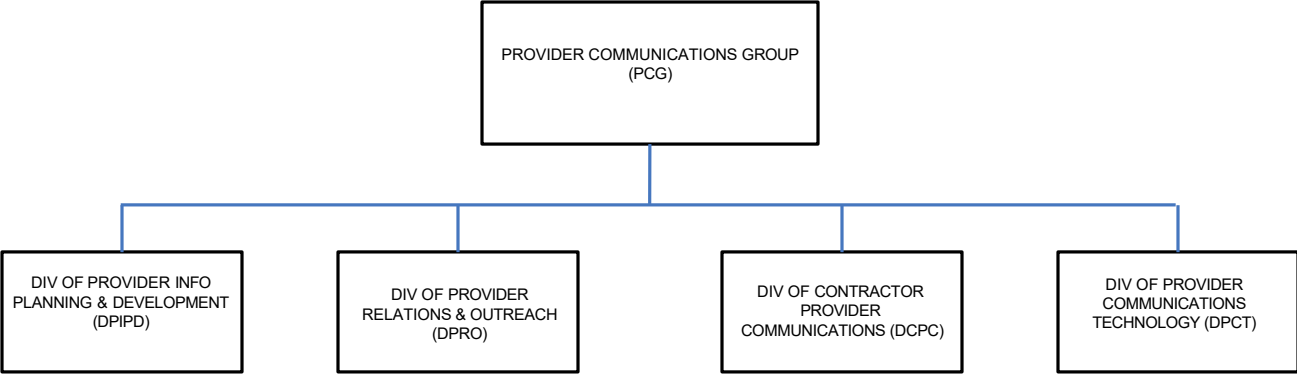 PROVIDER COMMUNICATIONS GROUP
(PCG)
DIV OF PROVIDER INFO
PLANNING & DEVELOPMENT
(DPIPD)
DIV OF PROVIDER
RELATIONS & OUTREACH
(DPRO)
DIV OF CONTRACTOR
PROVIDER
COMMUNICATIONS (DCPC)
DIV OF PROVIDER
COMMUNICATIONS
TECHNOLOGY (DPCT)